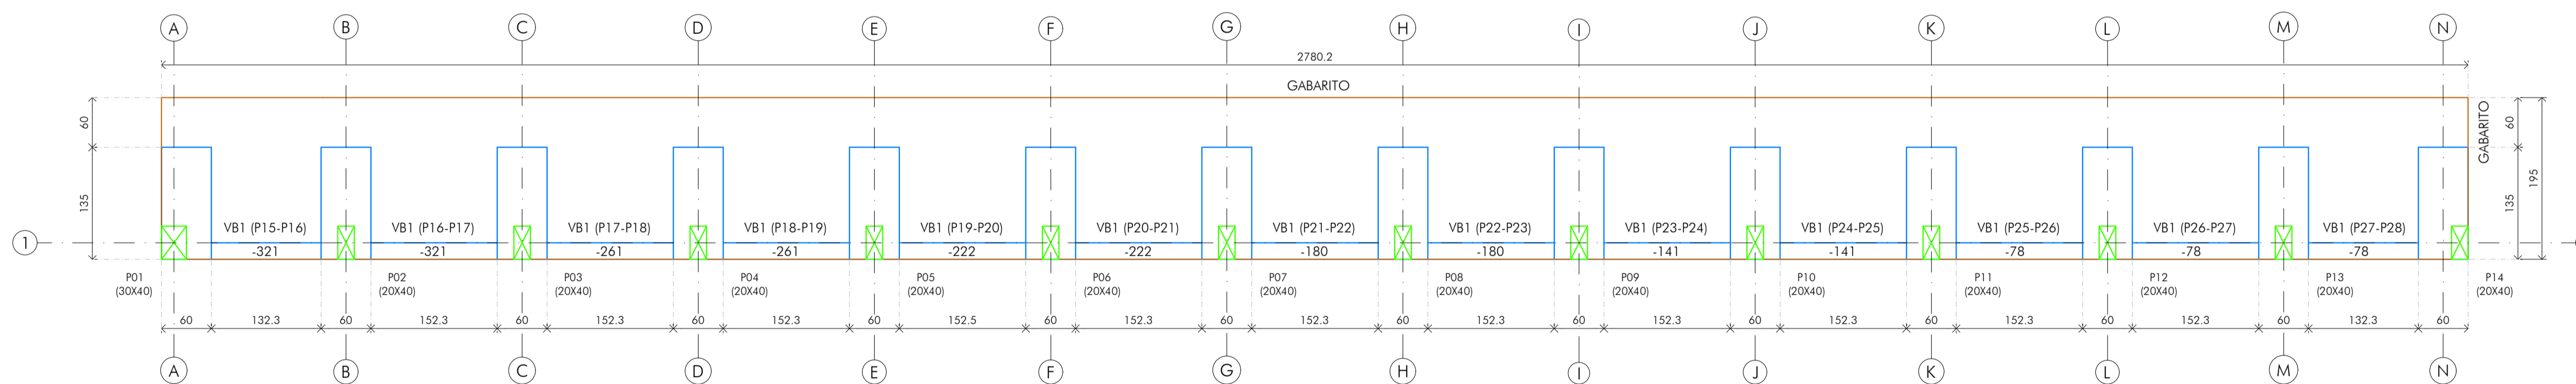 A B C D E F G H I J K L M N
2780.2
GABARITO
60
135
GABARITO
60
135
195
1
VB1 (P15-P16) VB1 (P16-P17) VB1 (P17-P18) VB1 (P18-P19) VB1 (P19-P20) VB1 (P20-P21) VB1 (P21-P22) VB1 (P22-P23) VB1 (P23-P24) VB1 (P24-P25) VB1 (P25-P26) VB1 (P26-P27) VB1 (P27-P28)
-321 -321 -261 -261 -222 -222 -180 -180 -141 -141 -78 -78 -78
P01 P02 P03 P04 P05 P06 P07 P08 P09 P10 P11 P12 P13 P14
(30X40) (20X40) (20X40) (20X40) (20X40) (20X40) (20X40) (20X40) (20X40) (20X40) (20X40) (20X40) (20X40) (20X40)
60 132.3 60 152.3 60 152.3 60 152.3 60 152.5 60 152.3 60 152.3 60 152.3 60 152.3 60 152.3 60 152.3 60 152.3 60 132.3 60
A B C D E F G H I J K L M N